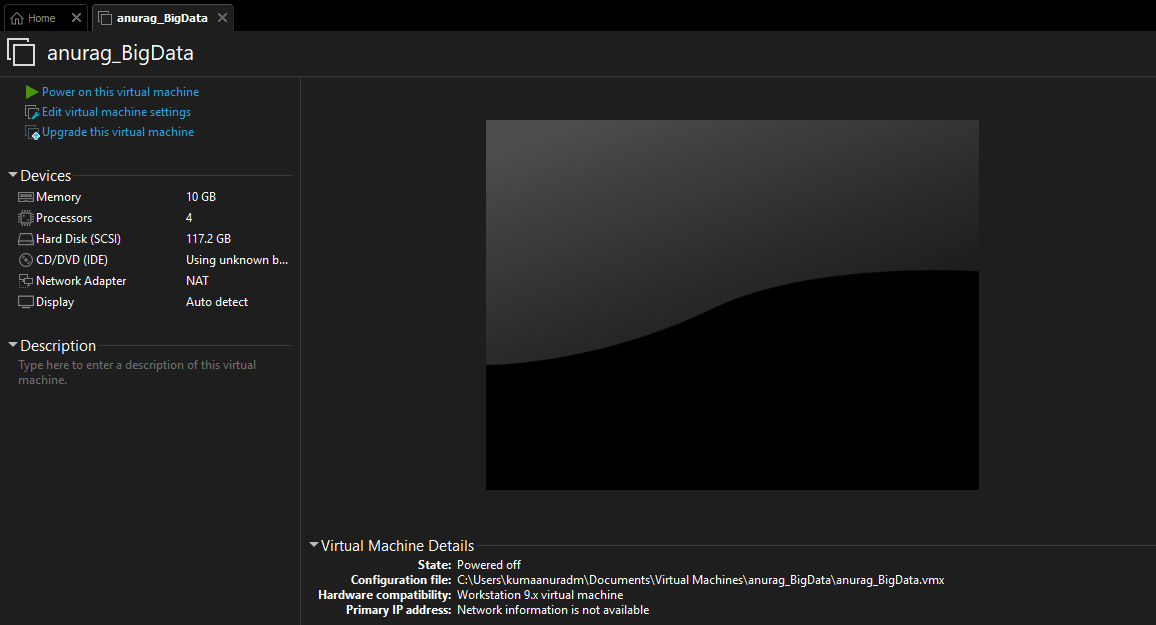 Home
anurag_BigData
anurag_BigData
Power on this virtual machine
Edit virtual machine settings
Upgrade this virtual machine
Devices
Memory 10 GB
Processors 4
Hard Disk (SCSI) 117.2 GB
CD/DVD (IDE) Using unknown b...
Network Adapter NAT
Display Auto detect
Description
Type here to enter a description of this virtual
machine.
Virtual Machine Details
State: Powered off
Configuration file: C:\Users\kumaanuradm\Documents\Virtual Machines\anurag_BigData\anurag_BigData.vmx
Hardware compatibility: Workstation 9.x virtual machine
Primary IP address: Network information is not available